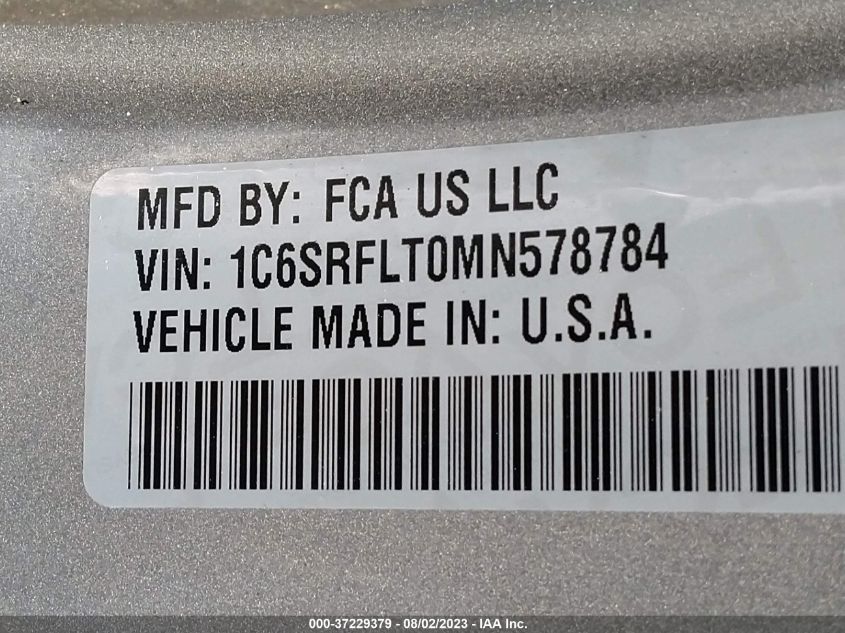 MFD BY: FCA US LLC
VIN: 1C6SRFLT0MN578784
VEHICLE MADE IN: U.S.A.
000-37229379 - 08/02/2023 - IAA Inc.